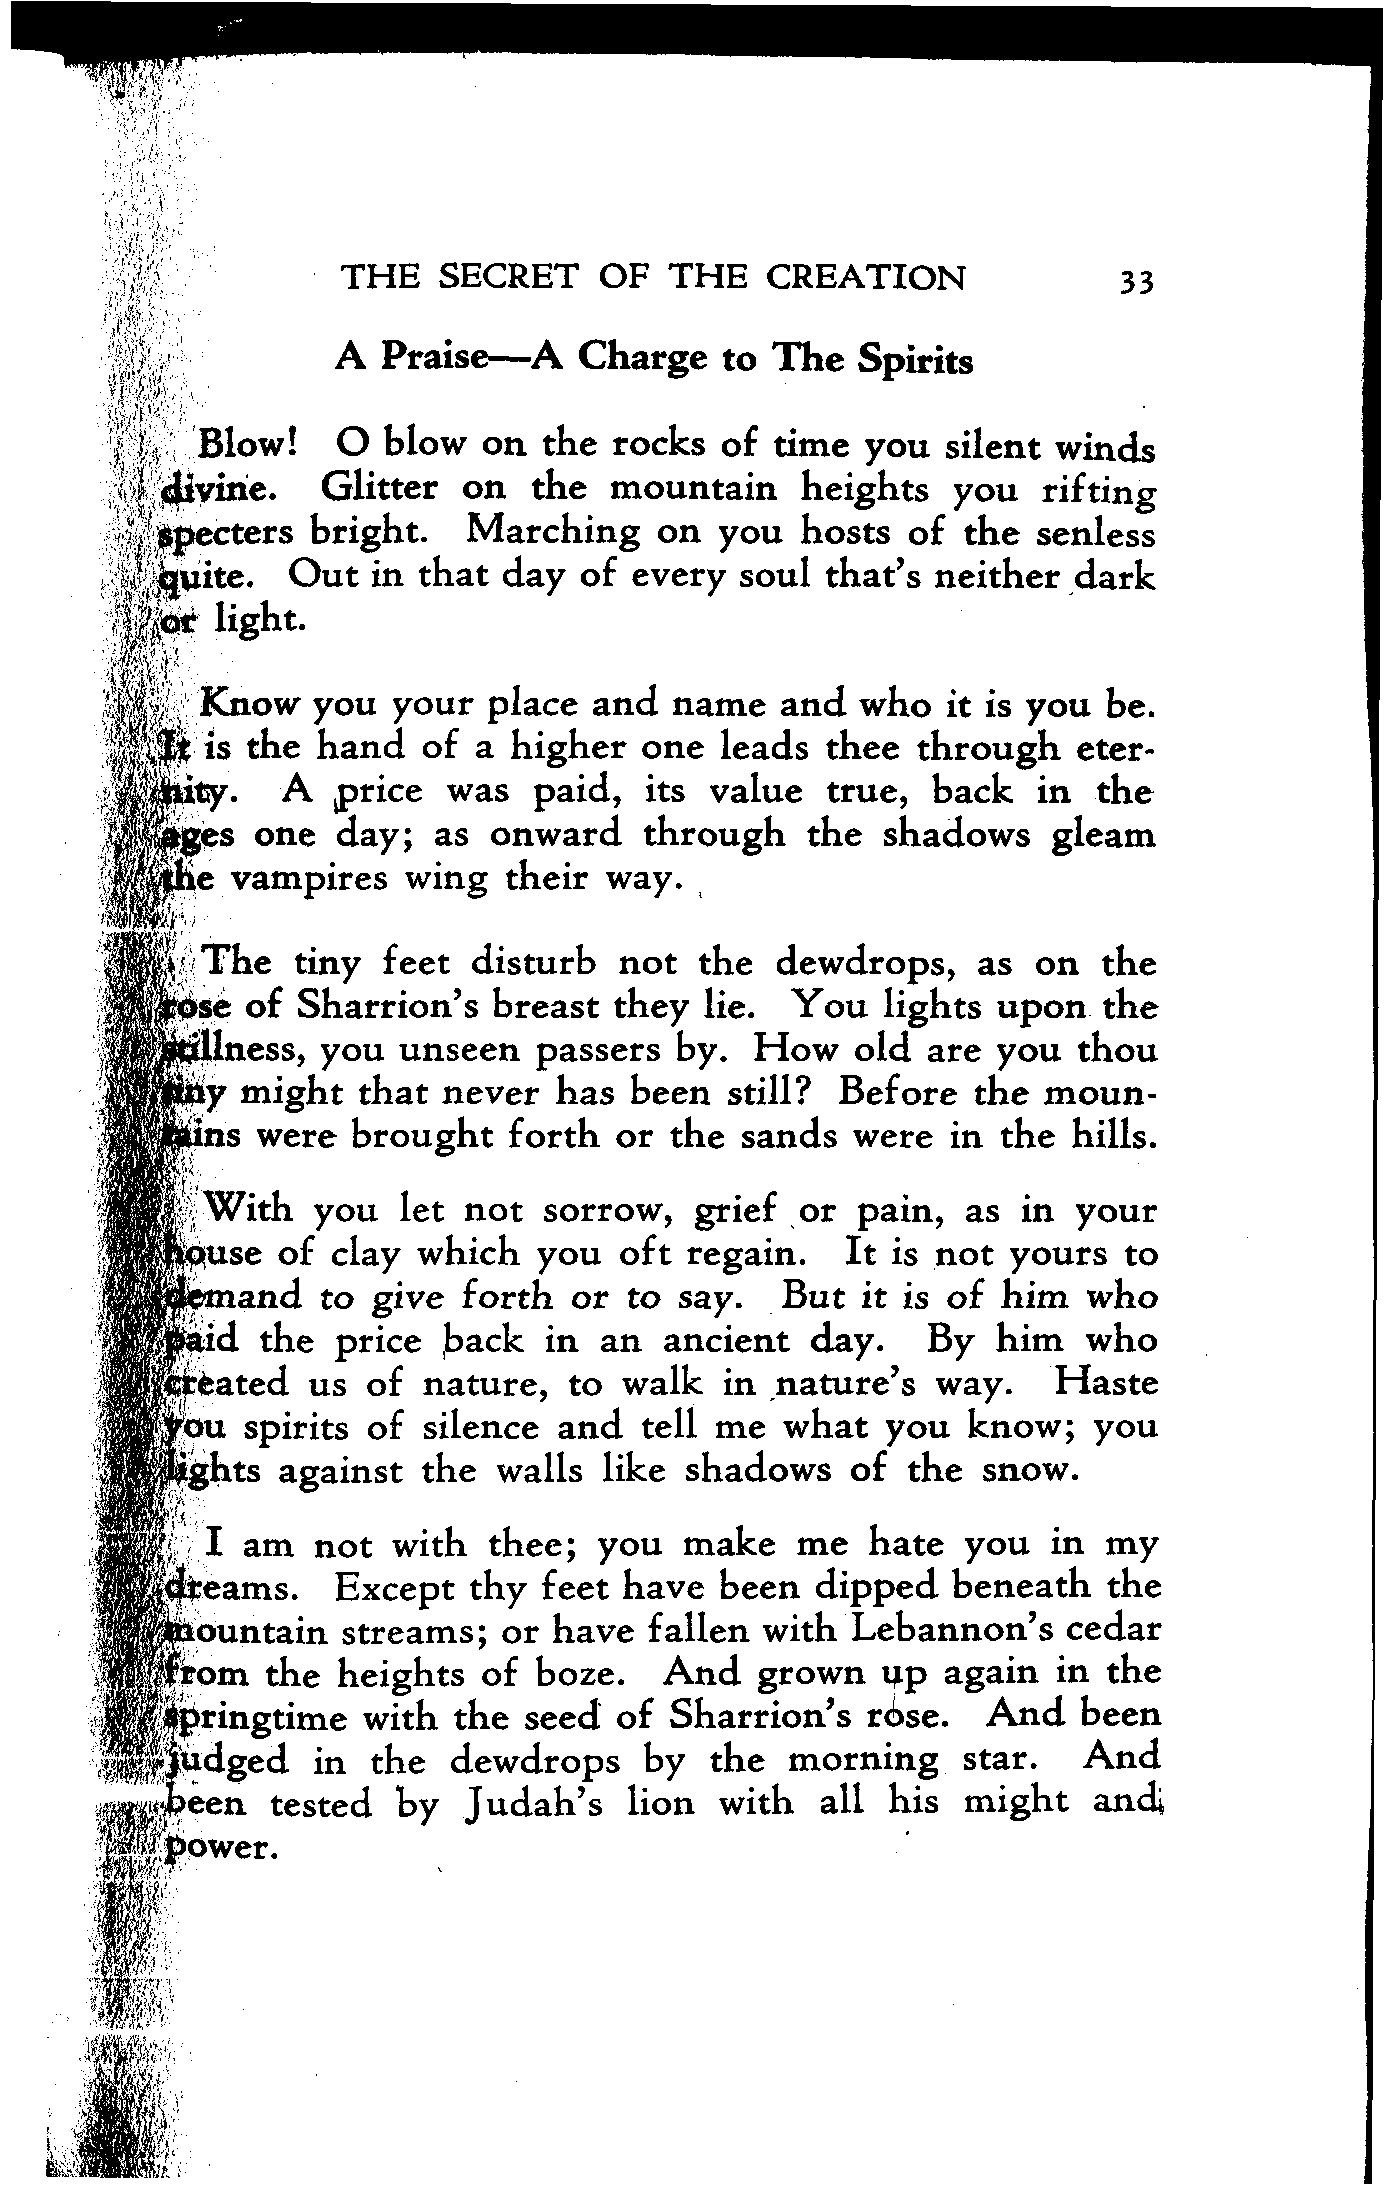 THE SECRET OF THE CREATION 33
A Praise—A Charge to The Spirits
Blow! O blow on the rocks of time you silent winds
divine. Glitter on the mountain heights you rifting
specters bright. Marching on you hosts of the senless
quite. Out in that day of every soul that's neither dark
or light.
Know you your place and name and who it is you be.
It is the hand of a higher one leads thee through eter-
nity. A price was paid, its value true, back in the
ages one day; as onward through the shadows gleam
the vampires wing their way.
The tiny feet disturb not the dewdrops, as on the
rose of Sharrion's breast they lie. You lights upon the
stillness, you unseen passers by. How old are you thou
tiny might that never has been still? Before the moun-
tains were brought forth or the sands were in the hills.
With you let not sorrow, grief or pain, as in your
house of clay which you oft regain. It is not yours to
demand to give forth or to say. But it is of him who
paid the price back in an ancient day. By him who
created us of nature, to walk in nature's way. Haste
you spirits of silence and tell me what you know; you
lights against the walls like shadows of the snow.
I am not with thee; you make me hate you in my
dreams. Except thy feet have been dipped beneath the
mountain streams; or have fallen with Lebannon's cedar
from the heights of boze. And grown up again in the
springtime with the seed of Sharrion's rose. And been
judged in the dewdrops by the morning star. And
been tested by Judah's lion with all his might and
power.